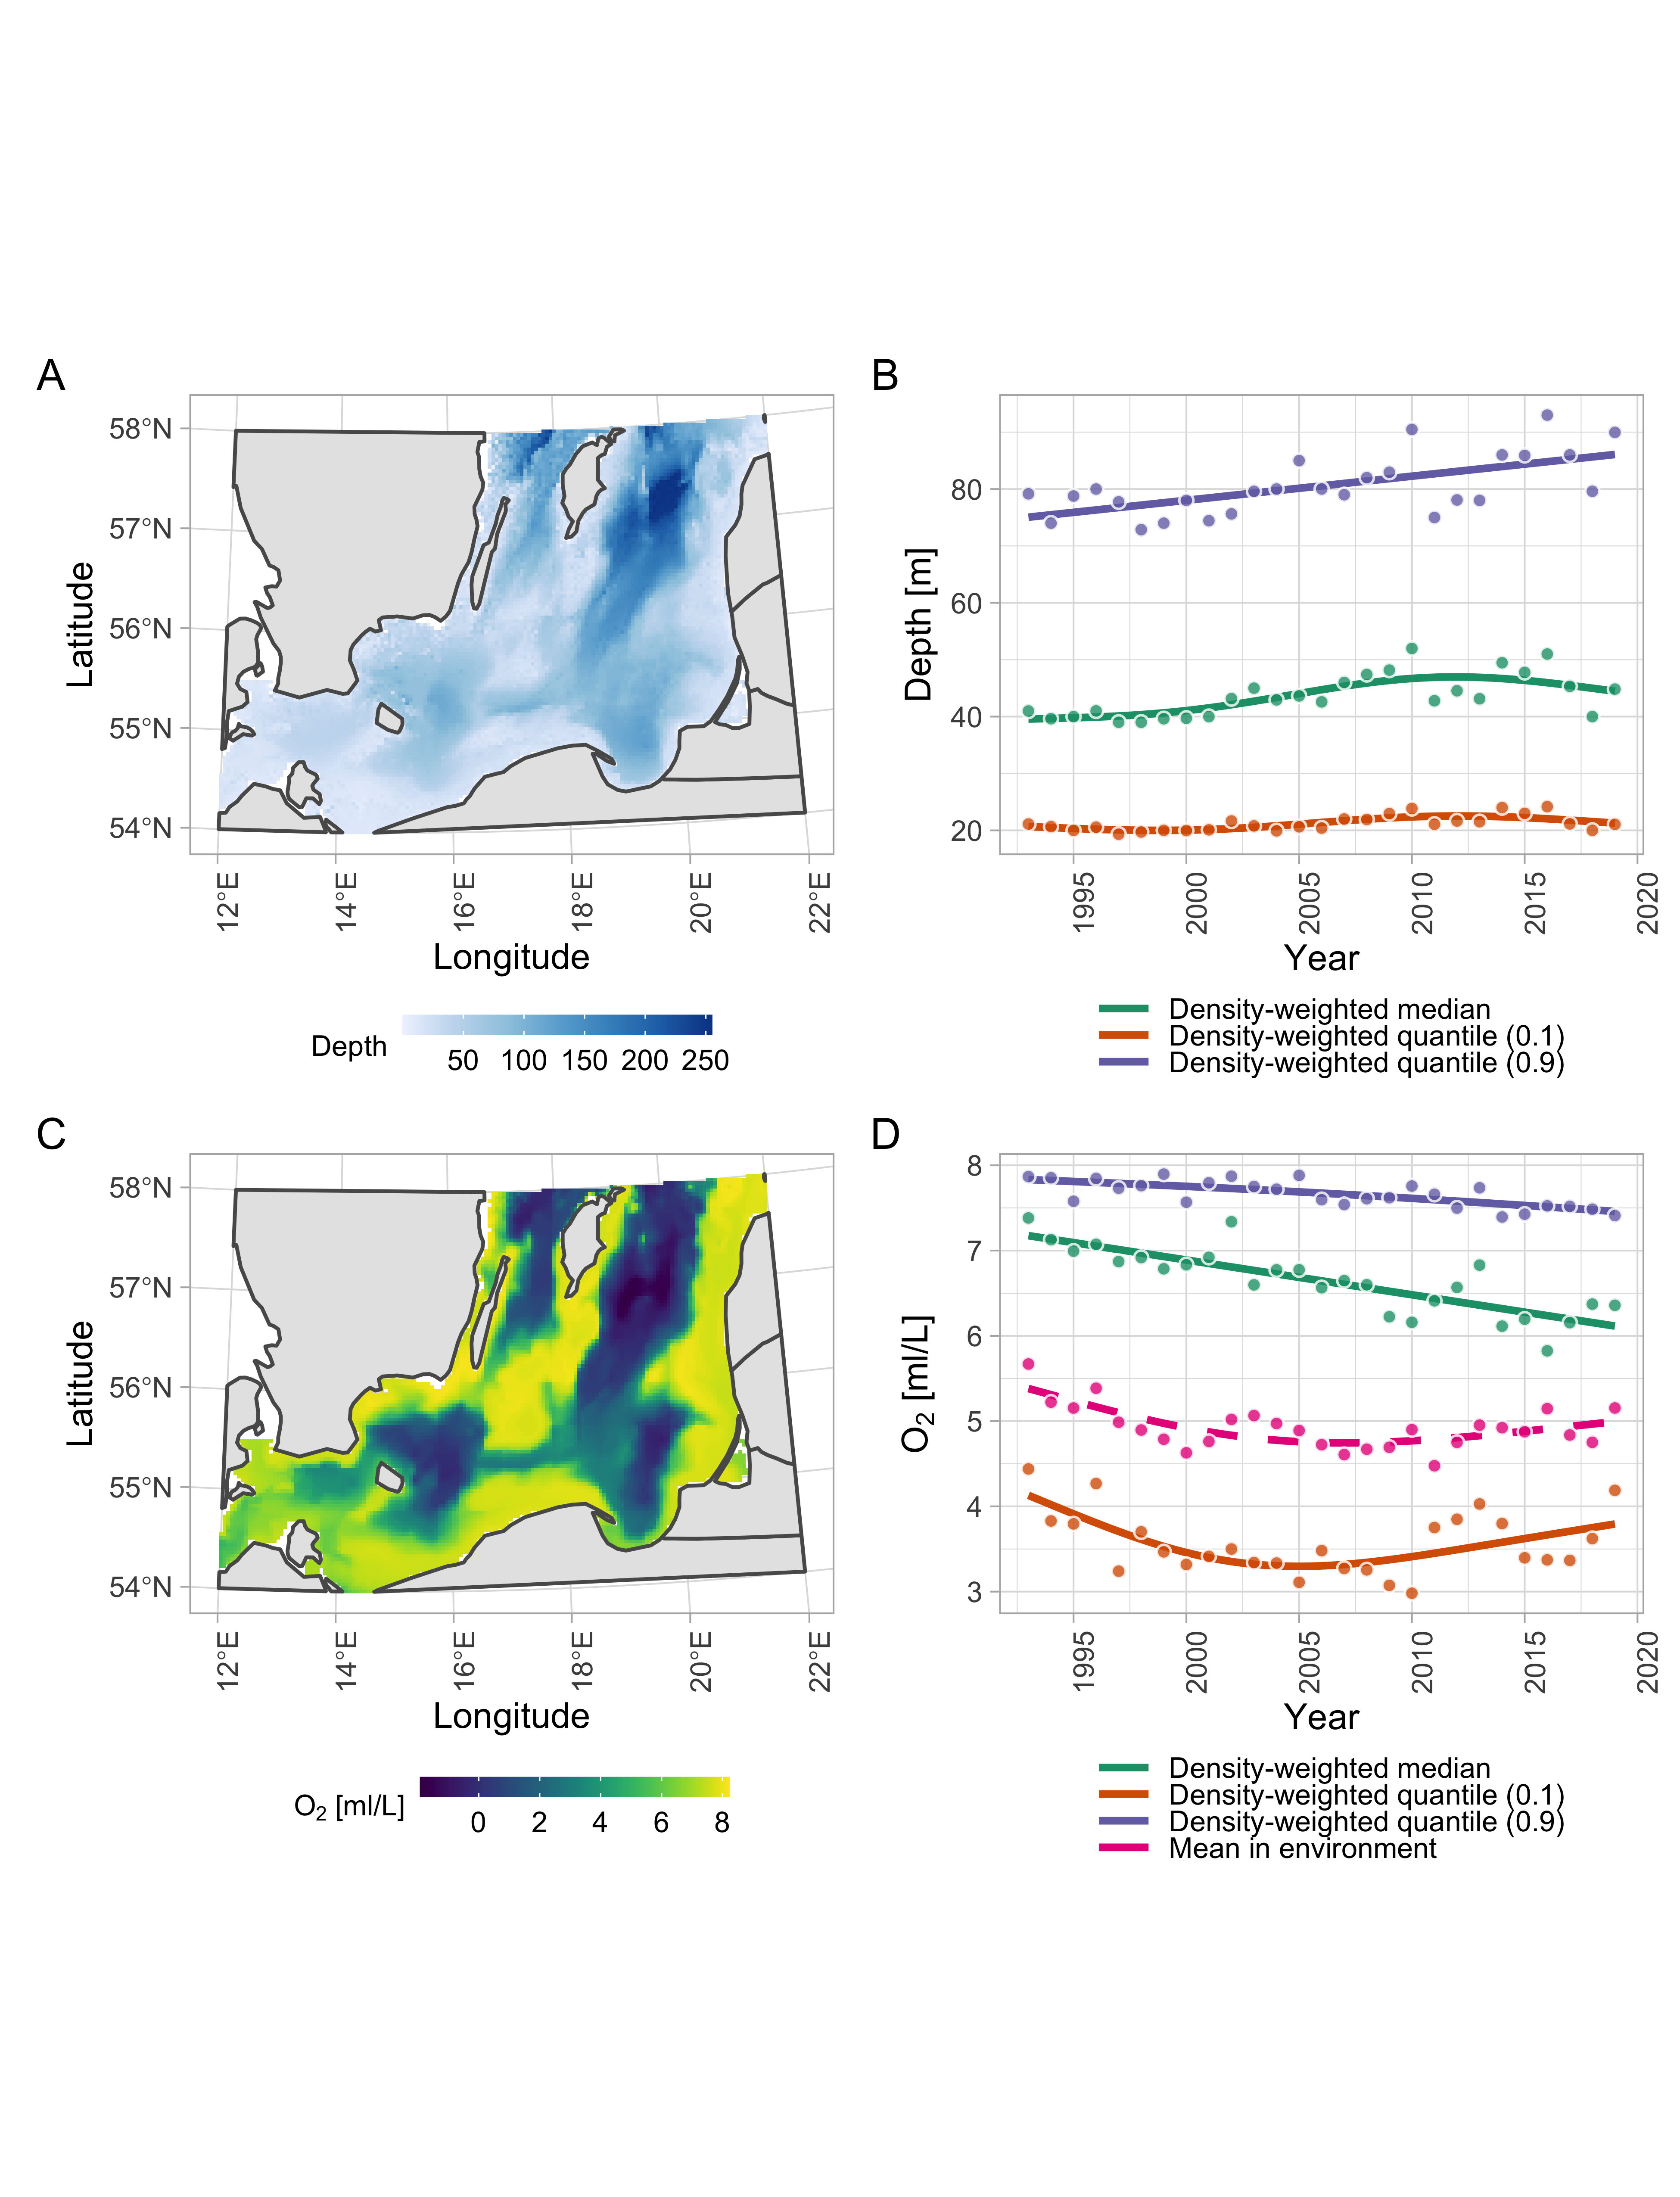 A
58°N
57°N
56°N
55°N
54°N
Latitude
12°E
14°E
16°E
18°E
20°E
22°E
Longitude
Depth
50 100 150 200 250
B
80
60
40
20
Depth [m]
1995
2000
2005
2010
2015
2020
Year
Density-weighted median
Density-weighted quantile (0.1)
Density-weighted quantile (0.9)
C
58°N
57°N
56°N
55°N
54°N
Latitude
12°E
14°E
16°E
18°E
20°E
22°E
Longitude
O₂ [ml/L]
0 2 4 6 8
D
8
7
6
5
4
3
O₂ [ml/L]
1995
2000
2005
2010
2015
2020
Year
Density-weighted median
Density-weighted quantile (0.1)
Density-weighted quantile (0.9)
Mean in environment